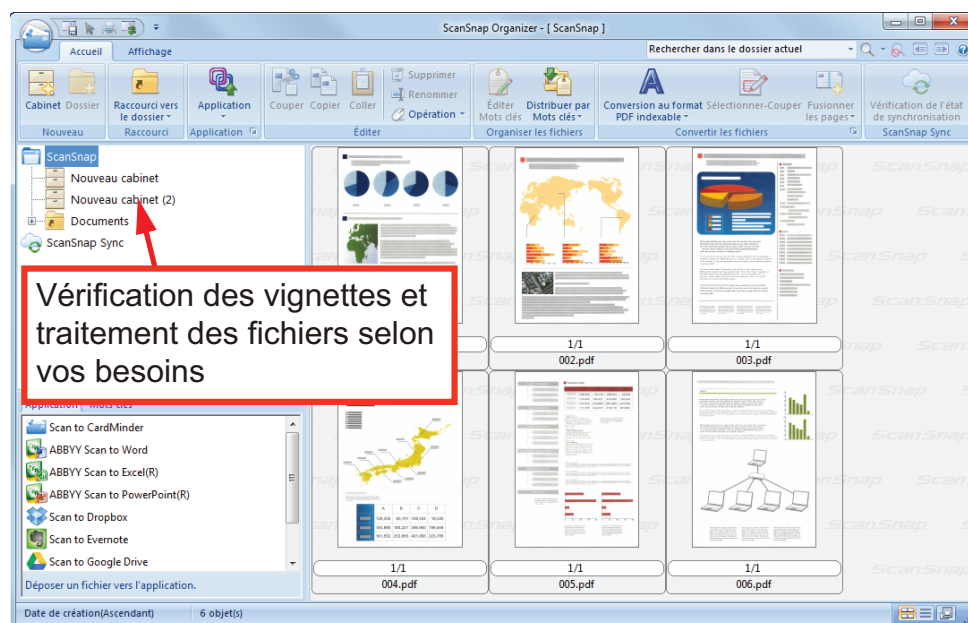 ScanSnap Organizer - [ ScanSnap ]
Accueil Affichage
Rechercher dans le dossier actuel
Cabinet Dossier
Nouveau
Raccourci vers
le dossier
Raccourci
Application
Application
Couper Copier Coller
Supprimer
Renommer
Opération
Éditer
Éditer
Mots clés
Distribuer par
Mots clés
Organiser les fichiers
Conversion au format
PDF indexable
Sélectionner-Couper
Fusionner
les pages
Convertir les fichiers
Vérification de l'état
de synchronisation
ScanSnap Sync
ScanSnap
Nouveau cabinet
Nouveau cabinet (2)
Documents
ScanSnap Sync
Vérification des vignettes et
traitement des fichiers selon
vos besoins
1/1
002.pdf
1/1
003.pdf
Application Mots clés
Scan to CardMinder
ABBYY Scan to Word
ABBYY Scan to Excel(R)
ABBYY Scan to PowerPoint(R)
Scan to Dropbox
Scan to Evernote
Scan to Google Drive
Déposer un fichier vers l'application.
A B C D
1/1
004.pdf
1/1
005.pdf
1/1
006.pdf
Date de création(Ascendant)
6 objet(s)